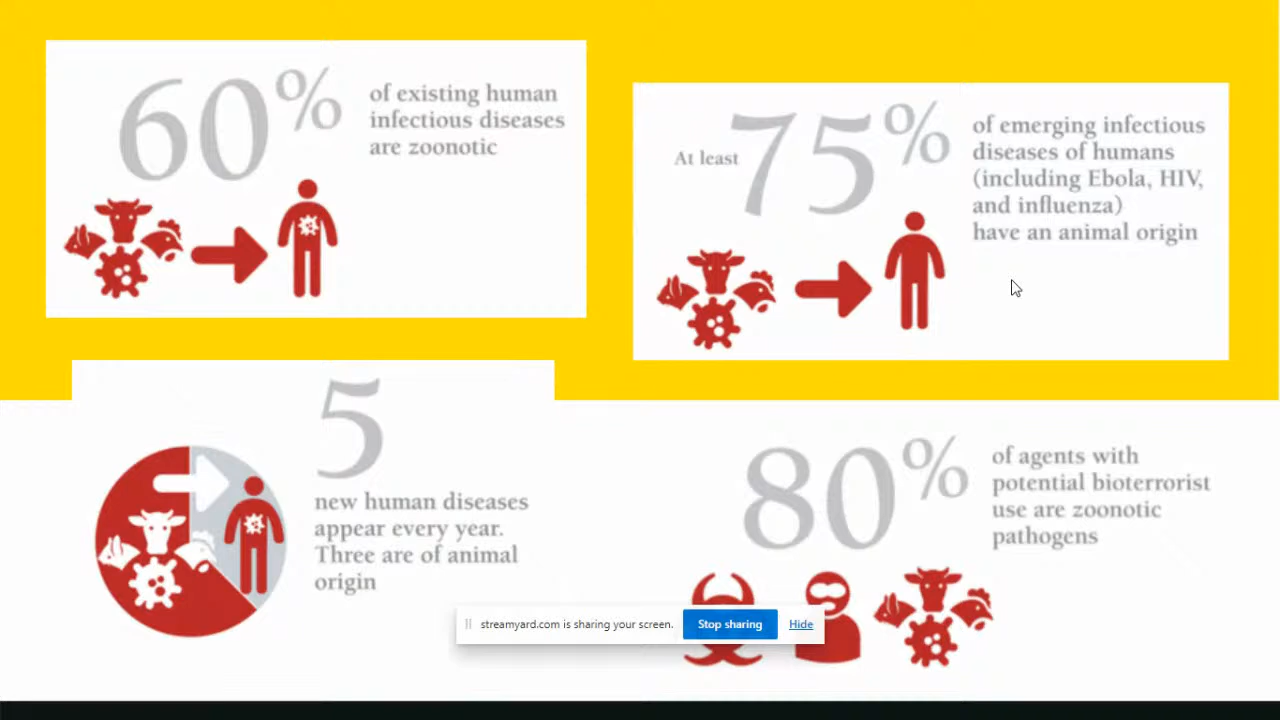 60%
of existing human
infectious diseases
are zoonotic
At least 75%
of emerging infectious
diseases of humans
(including Ebola, HIV,
and influenza)
have an animal origin
5
new human diseases
appear every year.
Three are of animal
origin
80%
of agents with
potential bioterrorist
use are zoonotic
pathogens
streamyard.com is sharing your screen. Stop sharing Hide